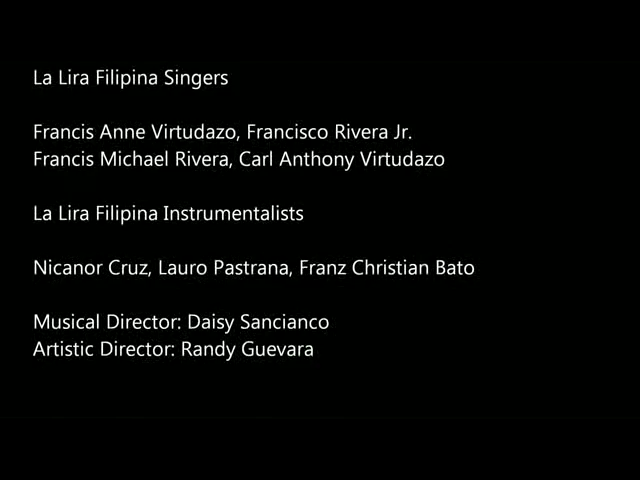 La Lira Filipina Singers
Francis Anne Virtudazo, Francisco Rivera Jr.
Francis Michael Rivera, Carl Anthony Virtudazo
La Lira Filipina Instrumentalists
Nicanor Cruz, Lauro Pastrana, Franz Christian Bato
Musical Director: Daisy Sancianco
Artistic Director: Randy Guevara